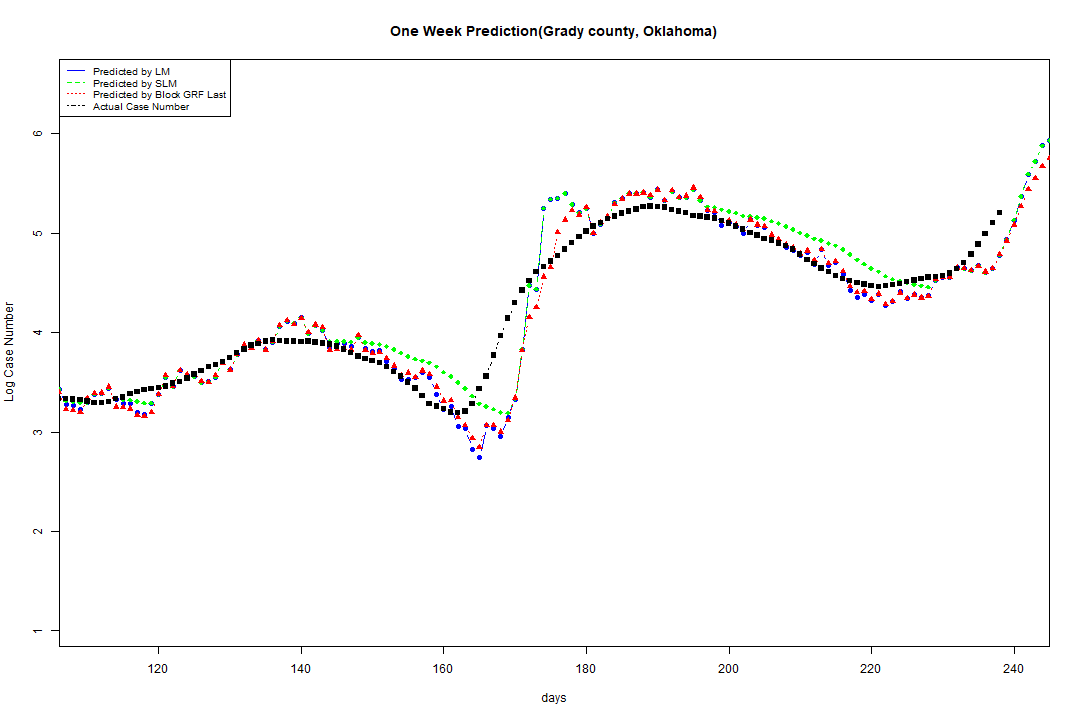 One Week Prediction(Grady county, Oklahoma)
Predicted by LM
Predicted by SLM
Predicted by Block GRF Last
Actual Case Number
6
5
4
3
2
1
Log Case Number
120 140 160 180 200 220 240
days